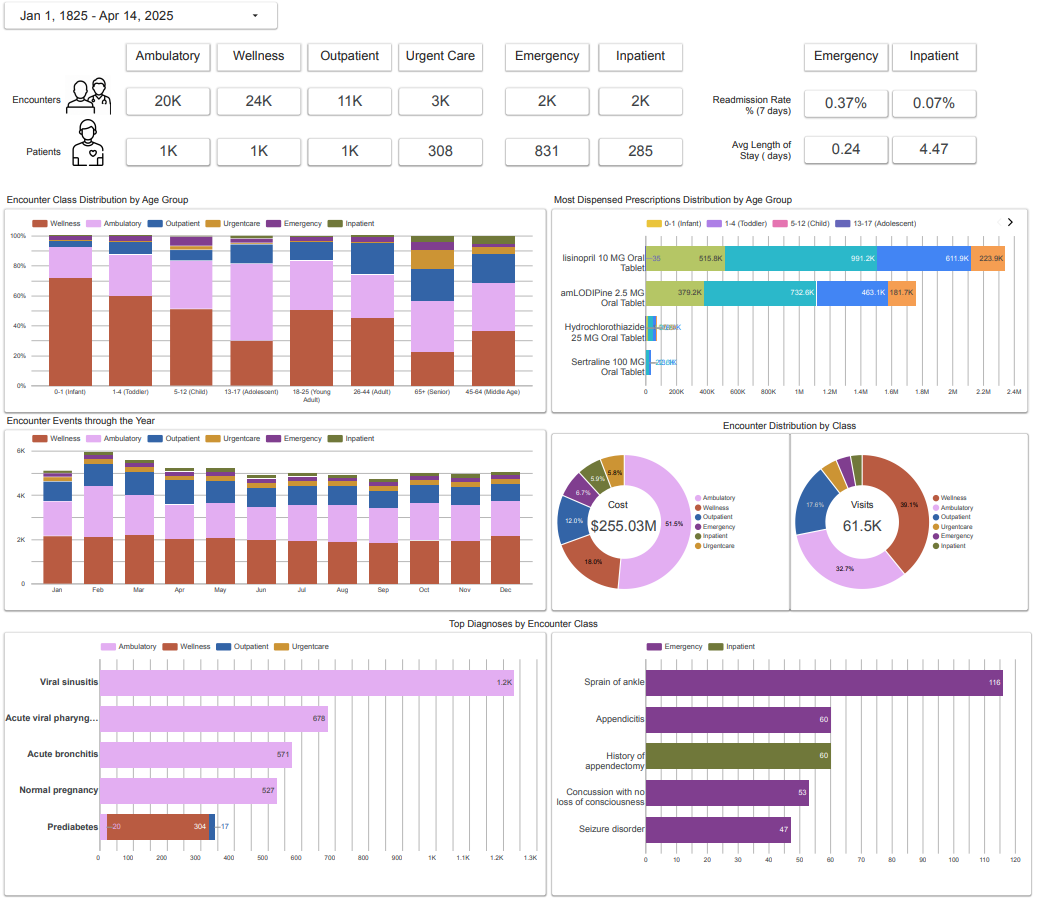 Jan 1, 1825 - Apr 14, 2025
Ambulatory Wellness Outpatient Urgent Care Emergency Inpatient Emergency Inpatient
Encounters 20K 24K 11K 3K 2K 2K
Readmission Rate
% (7 days) 0.37% 0.07%
Patients 1K 1K 1K 308 831 285
Avg Length of
Stay ( days) 0.24 4.47
Encounter Class Distribution by Age Group
Wellness Ambulatory Outpatient Urgentcare Emergency Inpatient
100%
80%
60%
40%
20%
0%
0-1 (Infant) 1-4 (Toddler) 5-12 (Child) 13-17 (Adolescent) 18-25 (Young
Adult) 26-44 (Adult) 65+ (Senior) 45-64 (Middle Age)
Most Dispensed Prescriptions Distribution by Age Group
0-1 (Infant) 1-4 (Toddler) 5-12 (Child) 13-17 (Adolescent)
lisinopril 10 MG Oral
Tablet
35 515.8K 991.2K 611.9K 223.9K
amLODIPine 2.5 MG
Oral Tablet
379.2K 732.6K 463.1K 181.7K
Hydrochlorothiazide
25 MG Oral Tablet
Sertraline 100 MG
Oral Tablet
0 200K 400K 600K 800K 1M 1.2M 1.4M 1.6M 1.8M 2M 2.2M 2.4M
Encounter Events through the Year
Wellness Ambulatory Outpatient Urgentcare Emergency Inpatient
6K
4K
2K
0
Jan Feb Mar Apr May Jun Jul Aug Sep Oct Nov Dec
Encounter Distribution by Class
Cost
$255.03M
51.5%
18.0%
12.0%
6.7%
5.9%
5.8%
Ambulatory
Wellness
Outpatient
Emergency
Inpatient
Urgentcare
Visits
61.5K
39.1%
32.7%
17.6%
Wellness
Ambulatory
Outpatient
Urgentcare
Emergency
Inpatient
Top Diagnoses by Encounter Class
Ambulatory Wellness Outpatient Urgentcare
Viral sinusitis 1.2K
Acute viral pharyng... 678
Acute bronchitis 571
Normal pregnancy 527
Prediabetes 20 304 17
0 100 200 300 400 500 600 700 800 900 1K 1.1K 1.2K 1.3K
Emergency Inpatient
Sprain of ankle 116
Appendicitis 60
History of
appendectomy 60
Concussion with no
loss of consciousness 53
Seizure disorder 47
0 10 20 30 40 50 60 70 80 90 100 110 120